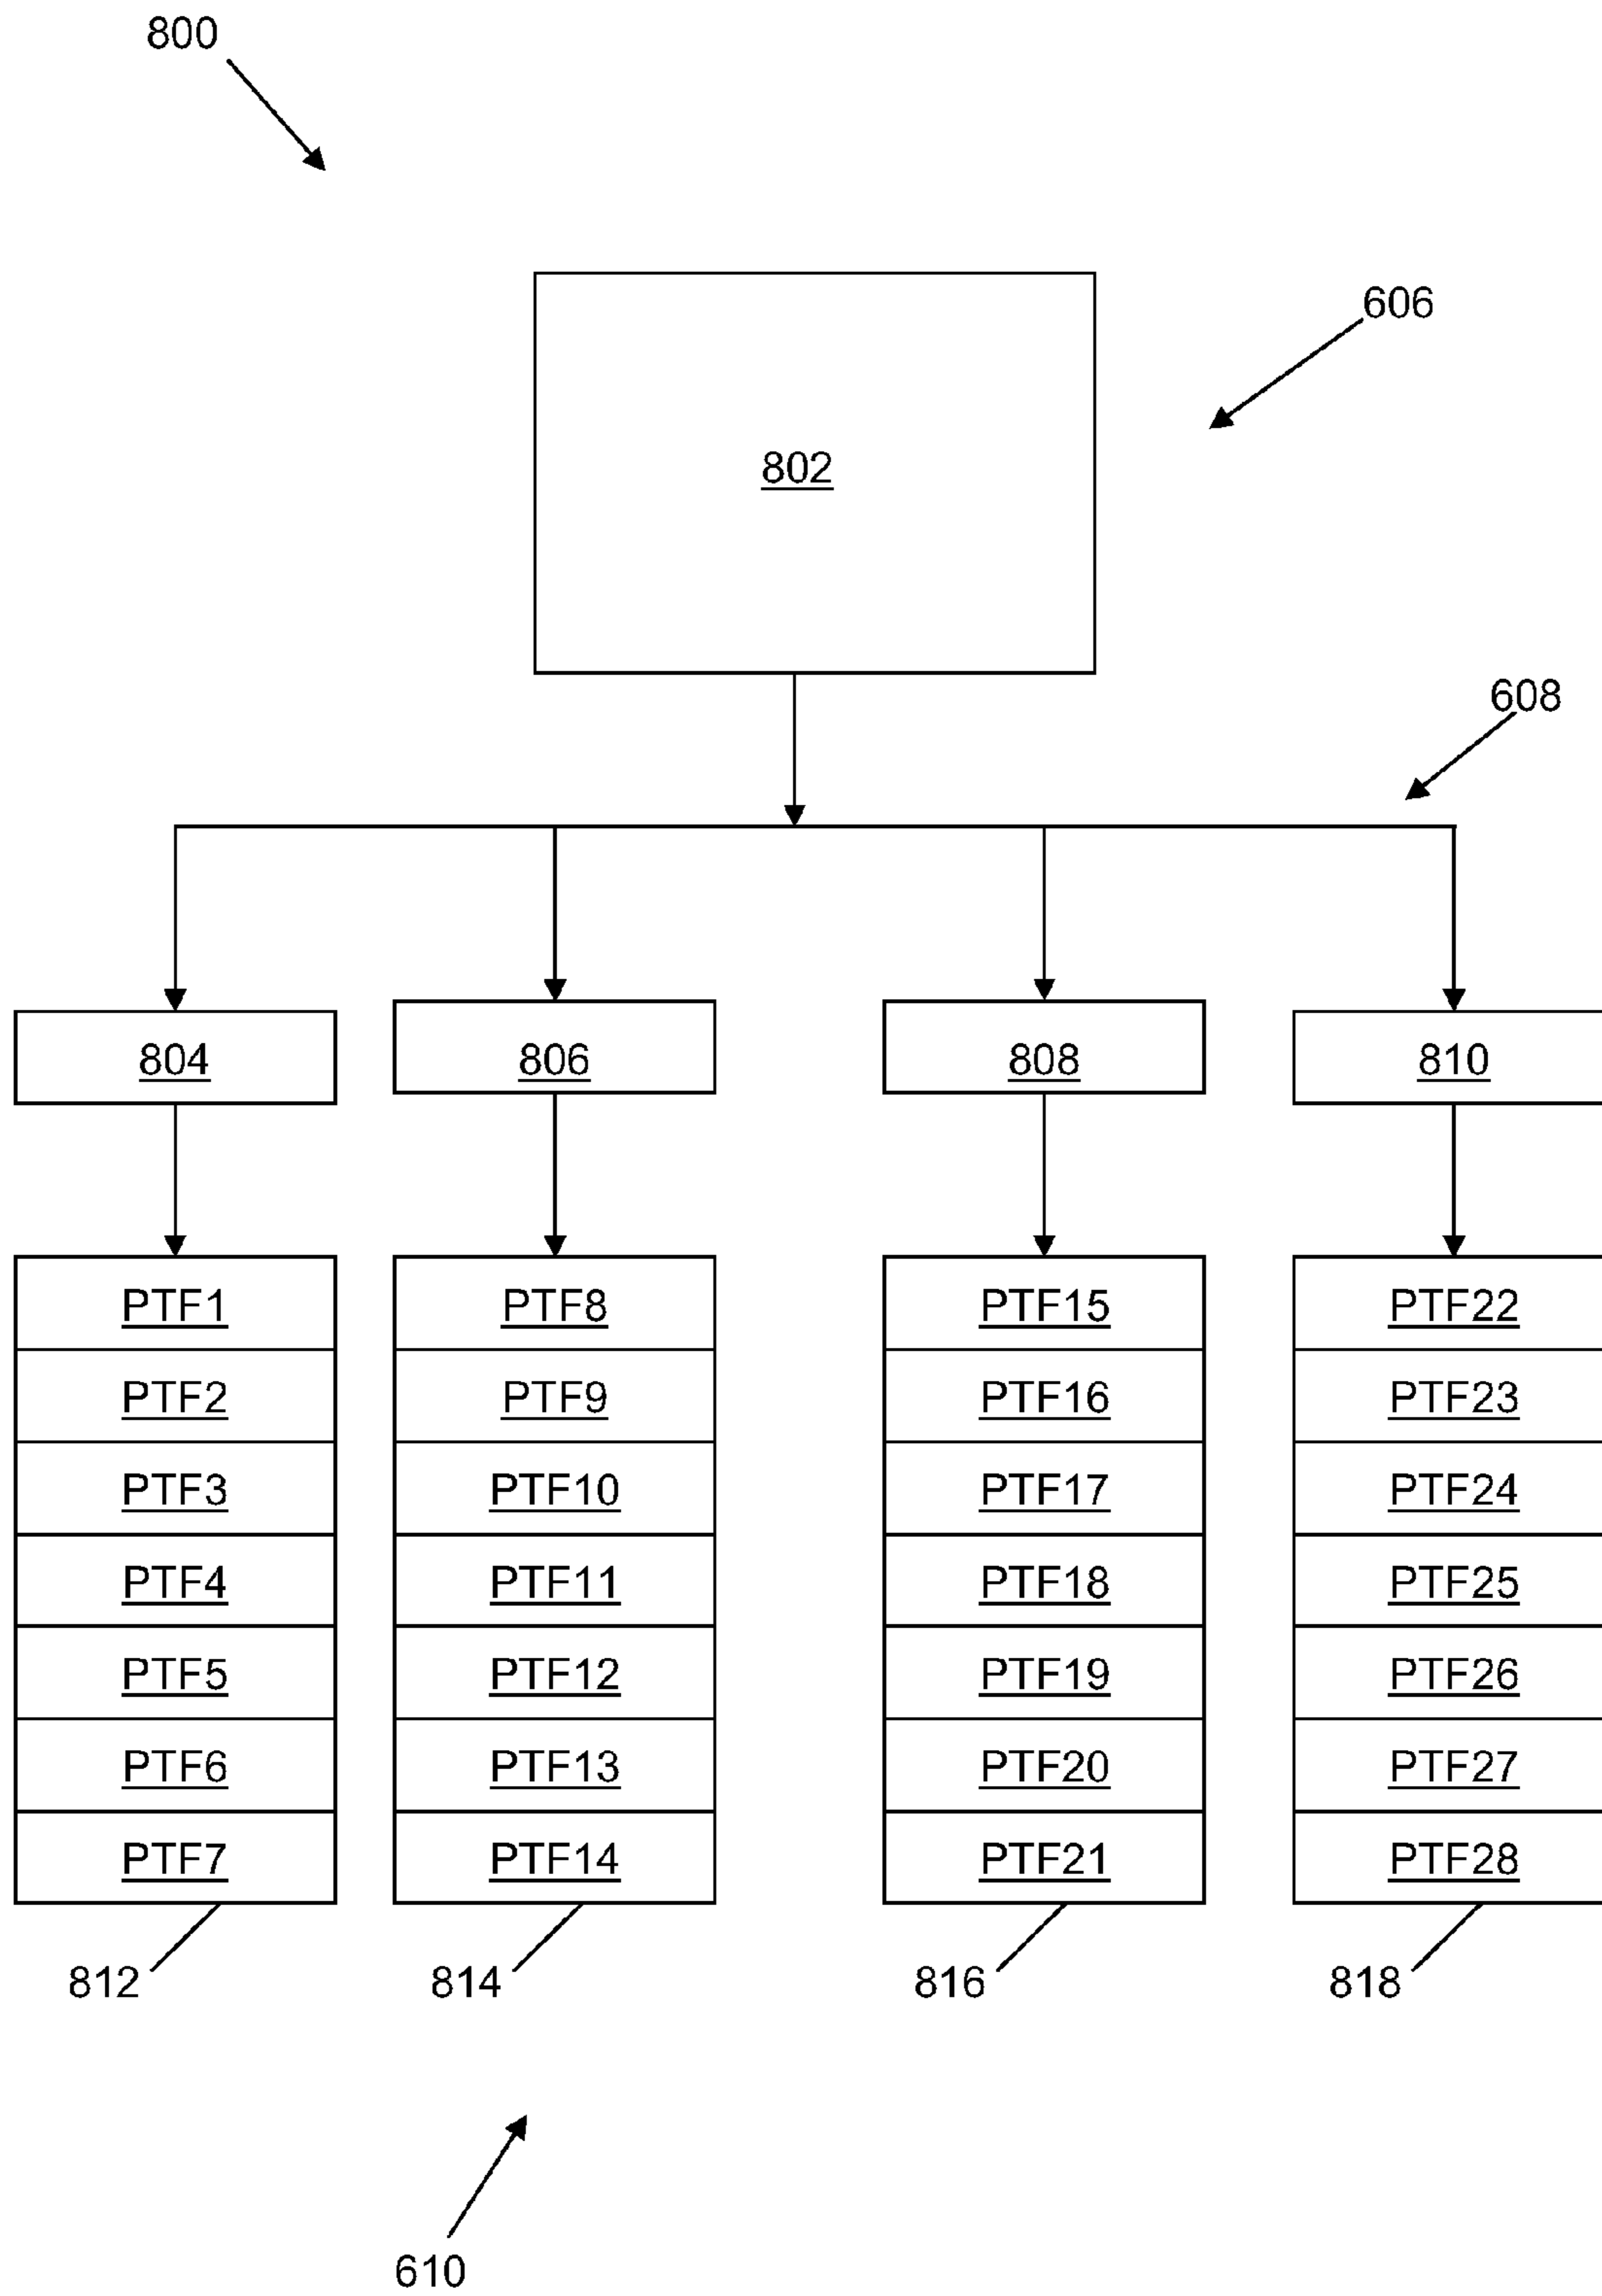 800
606
802
608
804 806 808 810
PTF1 PTF8 PTF15 PTF22
PTF2 PTF9 PTF16 PTF23
PTF3 PTF10 PTF17 PTF24
PTF4 PTF11 PTF18 PTF25
PTF5 PTF12 PTF19 PTF26
PTF6 PTF13 PTF20 PTF27
PTF7 PTF14 PTF21 PTF28
812 814 816 818
610